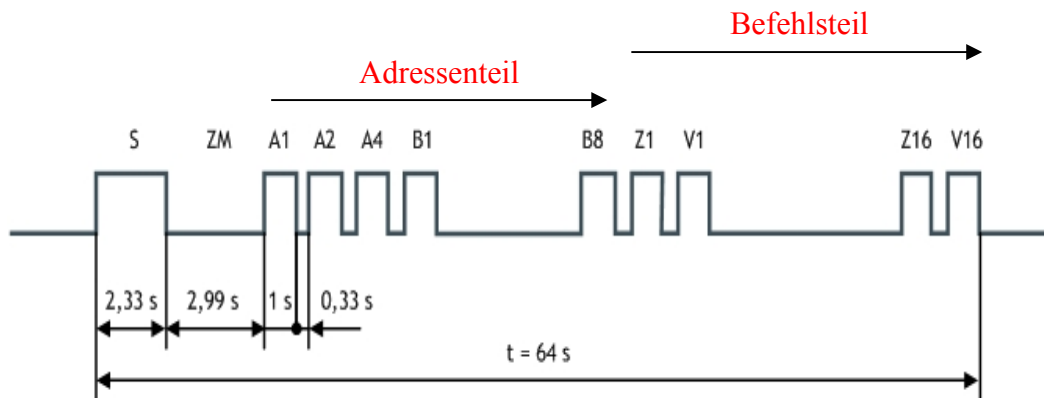 Befehlsteil
Adressenteil
S ZM A1 A2 A4 B1 B8 Z1 V1 Z16 V16
2,33 s 2,99 s 1 s 0,33 s
t = 64 s